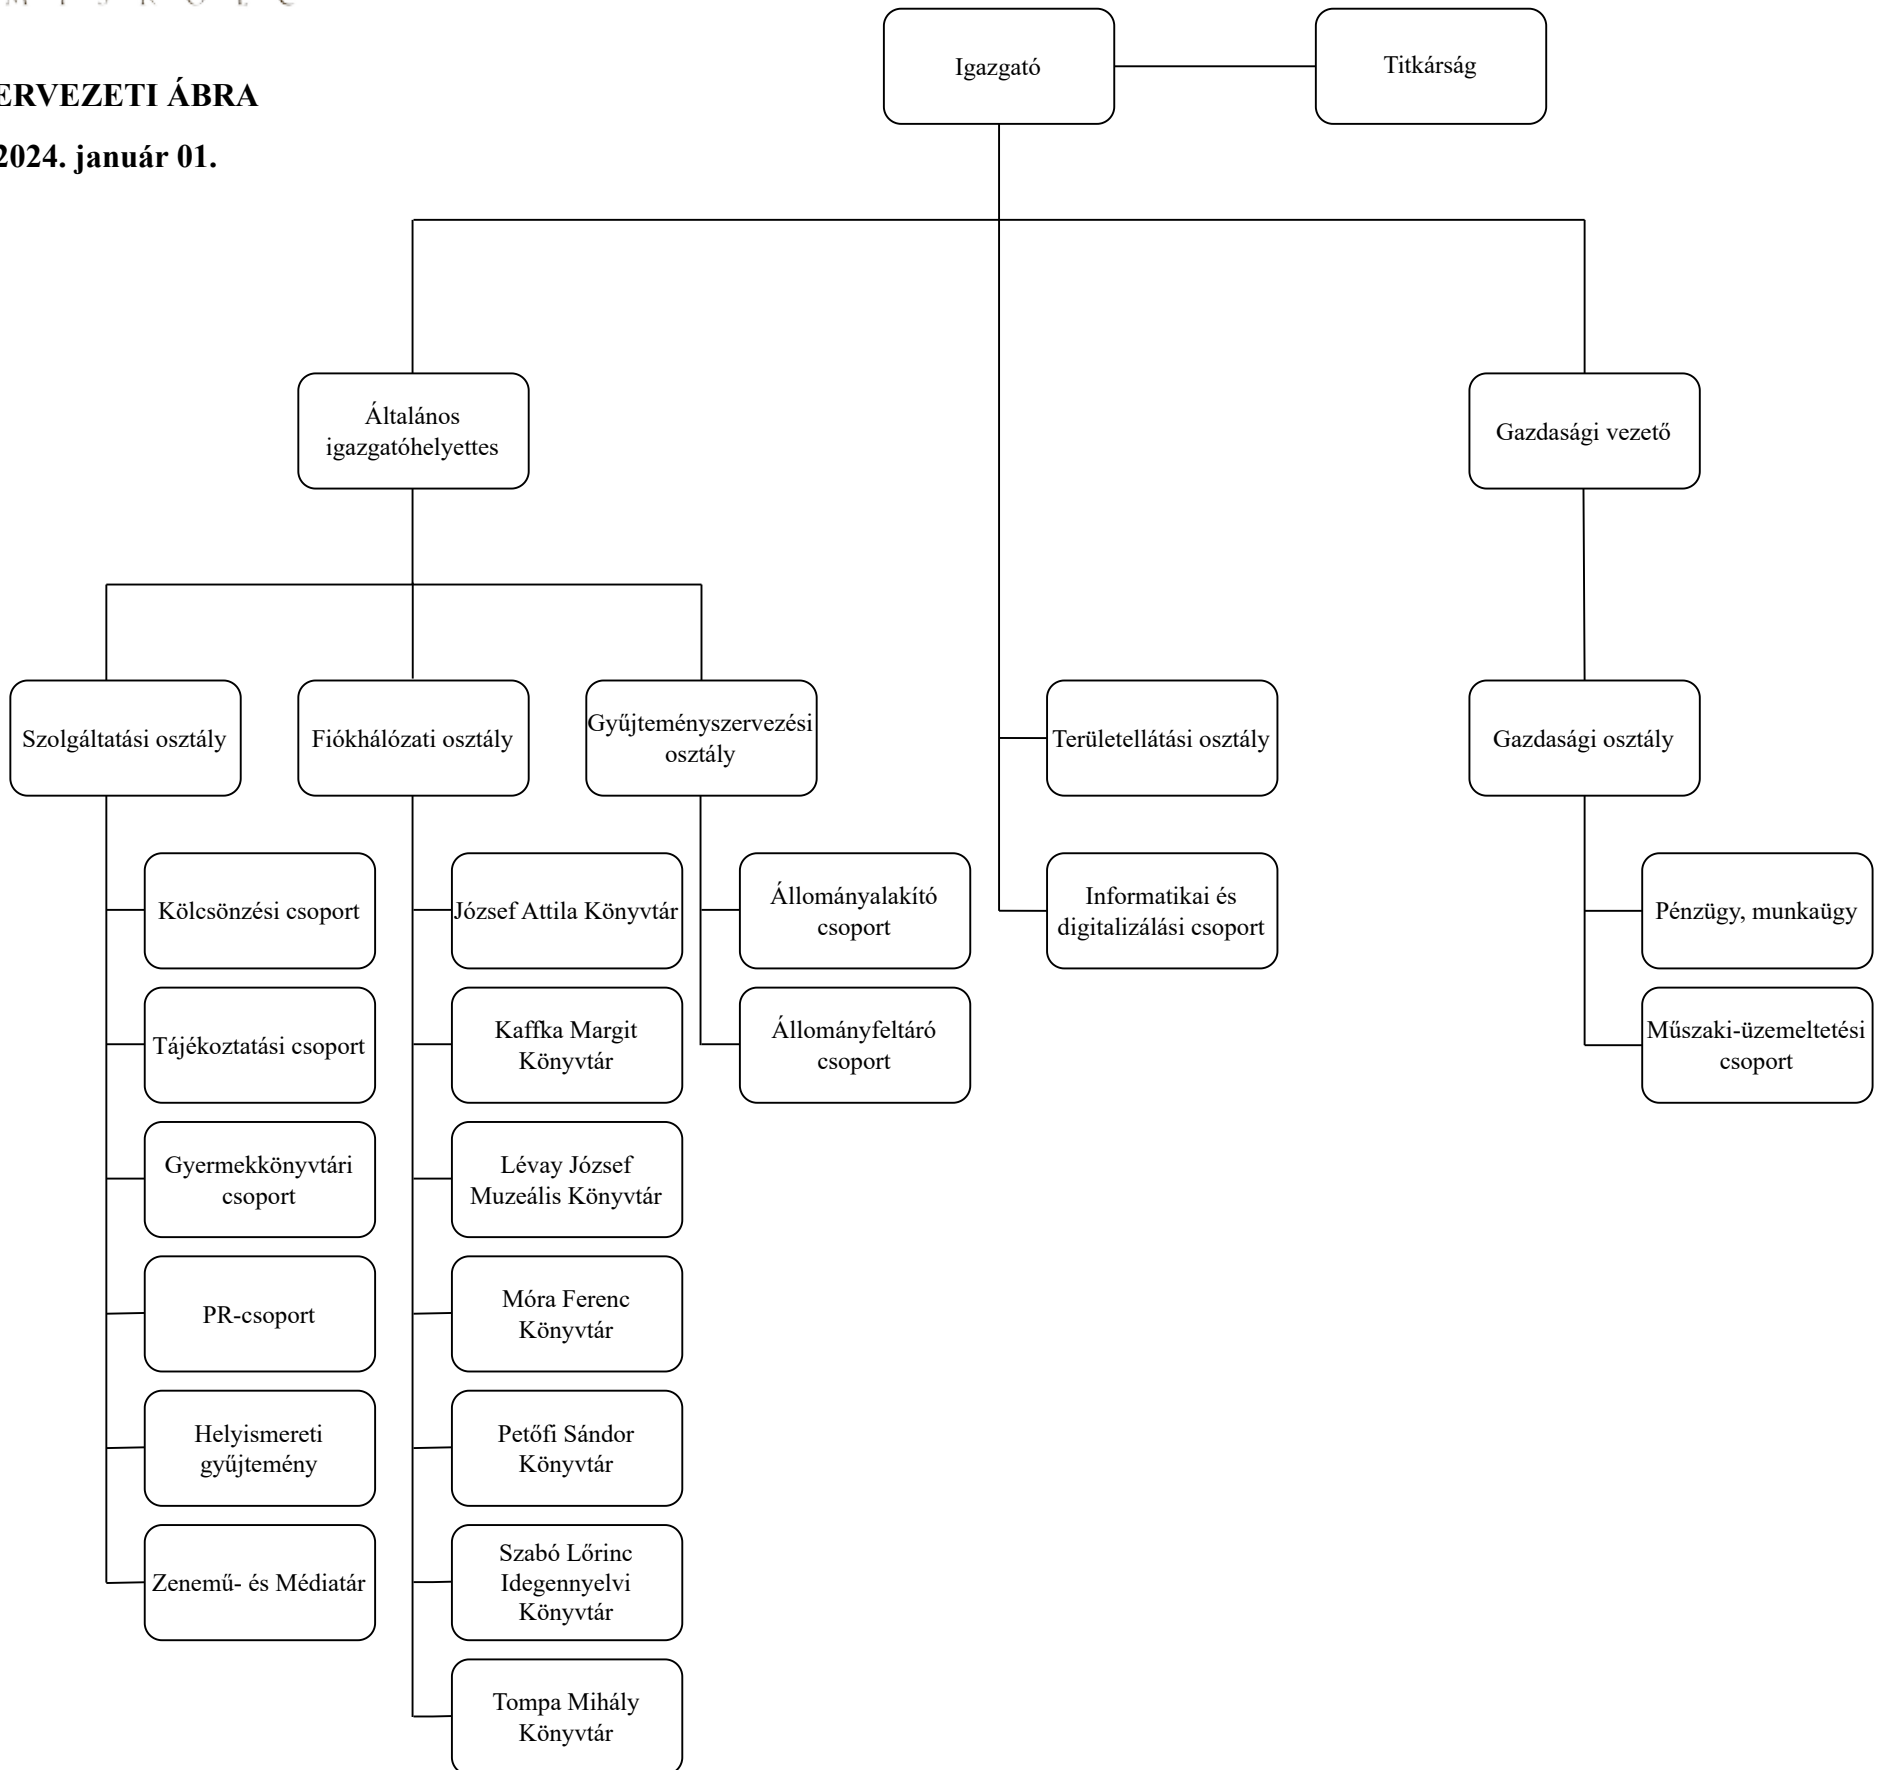 ERVEZETI ÁBRA
2024. január 01.
Igazgató
Titkárság
Általános
igazgatóhelyettes
Gazdasági vezető
Szolgáltatási osztály
Fiókhálózati osztály
Gyűjteményszervezési
osztály
Területellátási osztály
Gazdasági osztály
Kölcsönzési csoport
József Attila Könyvtár
Állományalakító
csoport
Informatikai és
digitalizálási csoport
Pénzügy, munkaügy
Tájékoztatási csoport
Kaffka Margit
Könyvtár
Állományfeltáró
csoport
Műszaki-üzemeltetési
csoport
Gyermekkönyvtári
csoport
Lévay József
Muzeális Könyvtár
PR-csoport
Móra Ferenc
Könyvtár
Helyismereti
gyűjtemény
Petőfi Sándor
Könyvtár
Zenemű- és Médiatár
Szabó Lőrinc
Idegennyelvi
Könyvtár
Tompa Mihály
Könyvtár